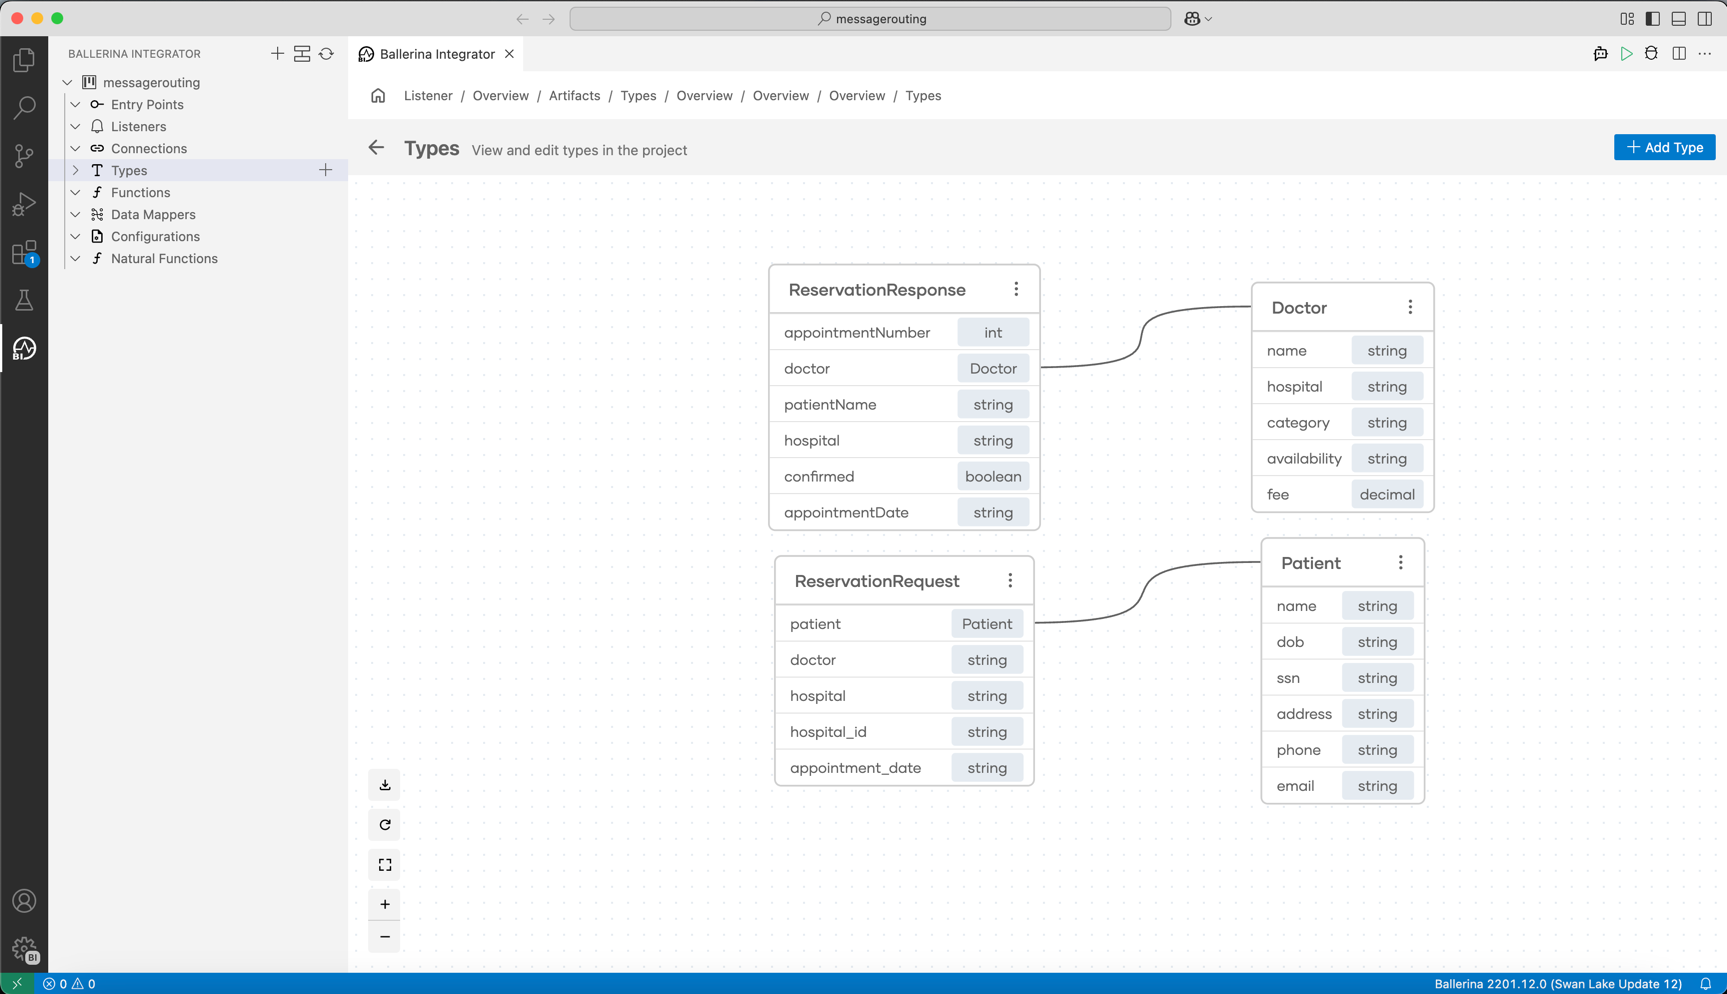 messagerouting
BALLERINA INTEGRATOR
Ballerina Integrator
messagerouting
Entry Points
Listeners
Connections
Types
Functions
Data Mappers
Configurations
Natural Functions
1
BI
BI
Listener / Overview / Artifacts / Types / Overview / Overview / Overview / Types
Types View and edit types in the project
Add Type
ReservationResponse
appointmentNumber int
doctor Doctor
patientName string
hospital string
confirmed boolean
appointmentDate string
Doctor
name string
hospital string
category string
availability string
fee decimal
ReservationRequest
patient Patient
doctor string
hospital string
hospital_id string
appointment_date string
Patient
name string
dob string
ssn string
address string
phone string
email string
0 0
Ballerina 2201.12.0 (Swan Lake Update 12)